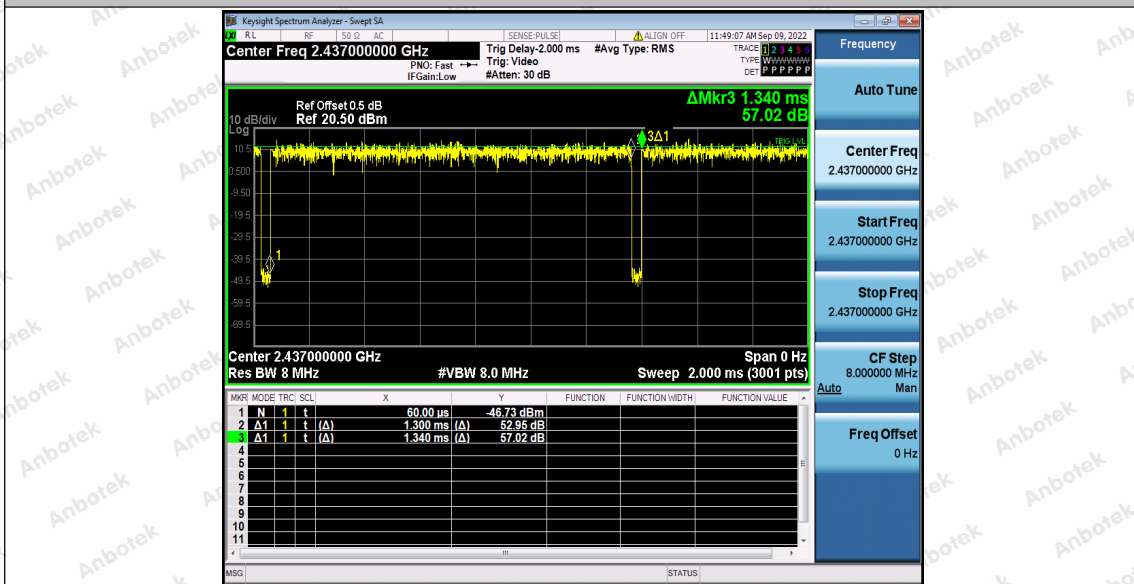 Keysight Spectrum Analyzer - Swept SA
RL RF 50 Ω AC SENSE:PULSE ALIGN OFF 11:49:07 AM Sep 09, 2022
Center Freq 2.437000000 GHz
PNO: Fast
IFGain:Low
Trig Delay-2.000 ms
Trig: Video
#Atten: 30 dB
#Avg Type: RMS
TRACE 1 2 3 4 5 6
TYPE WWWWWW
DET P P P P P P
ΔMkr3 1.340 ms
57.02 dB
Ref Offset 0.5 dB
10 dB/div Ref 20.50 dBm
Log
10.5
0.500
-9.50
-19.5
-29.5
-39.5
-49.5
-59.5
-69.5
3Δ1
TRIG LVL
1
Center 2.437000000 GHz Span 0 Hz
Res BW 8 MHz #VBW 8.0 MHz Sweep 2.000 ms (3001 pts)
MKR MODE TRC SCL X Y FUNCTION FUNCTION WIDTH FUNCTION VALUE
1 N 1 t 60.00 µs -46.73 dBm
2 Δ1 1 t (Δ) 1.300 ms (Δ) 52.95 dB
3 Δ1 1 t (Δ) 1.340 ms (Δ) 57.02 dB
4
5
6
7
8
9
10
11
MSG STATUS
Frequency
Auto Tune
Center Freq
2.437000000 GHz
Start Freq
2.437000000 GHz
Stop Freq
2.437000000 GHz
CF Step
8.000000 MHz
Auto Man
Freq Offset
0 Hz
Anbotek